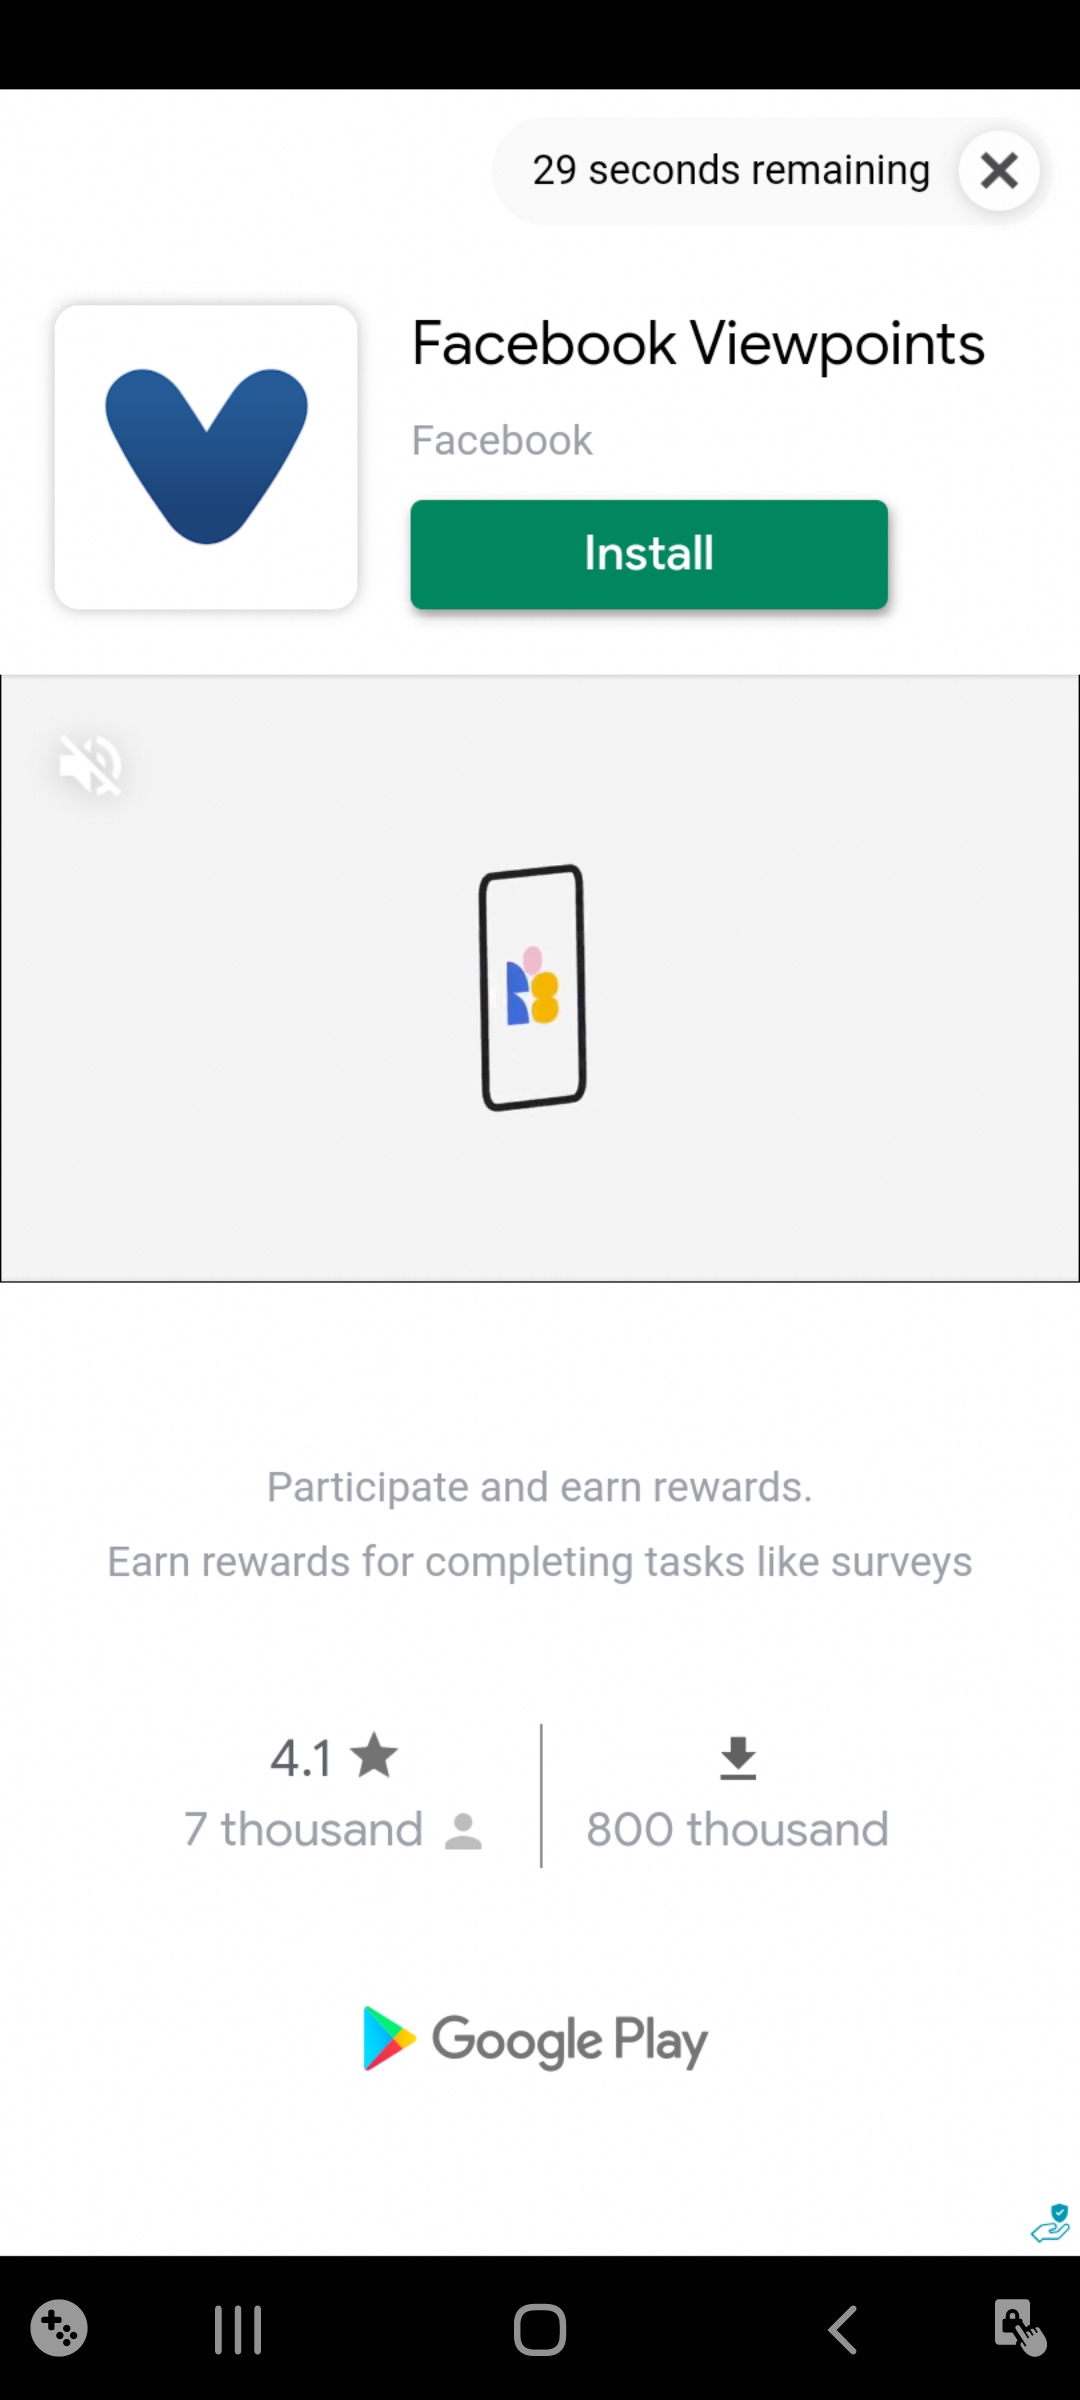 29 seconds remaining
Facebook Viewpoints
Facebook
Install
Participate and earn rewards.
Earn rewards for completing tasks like surveys
4.1
7 thousand
800 thousand
Google Play